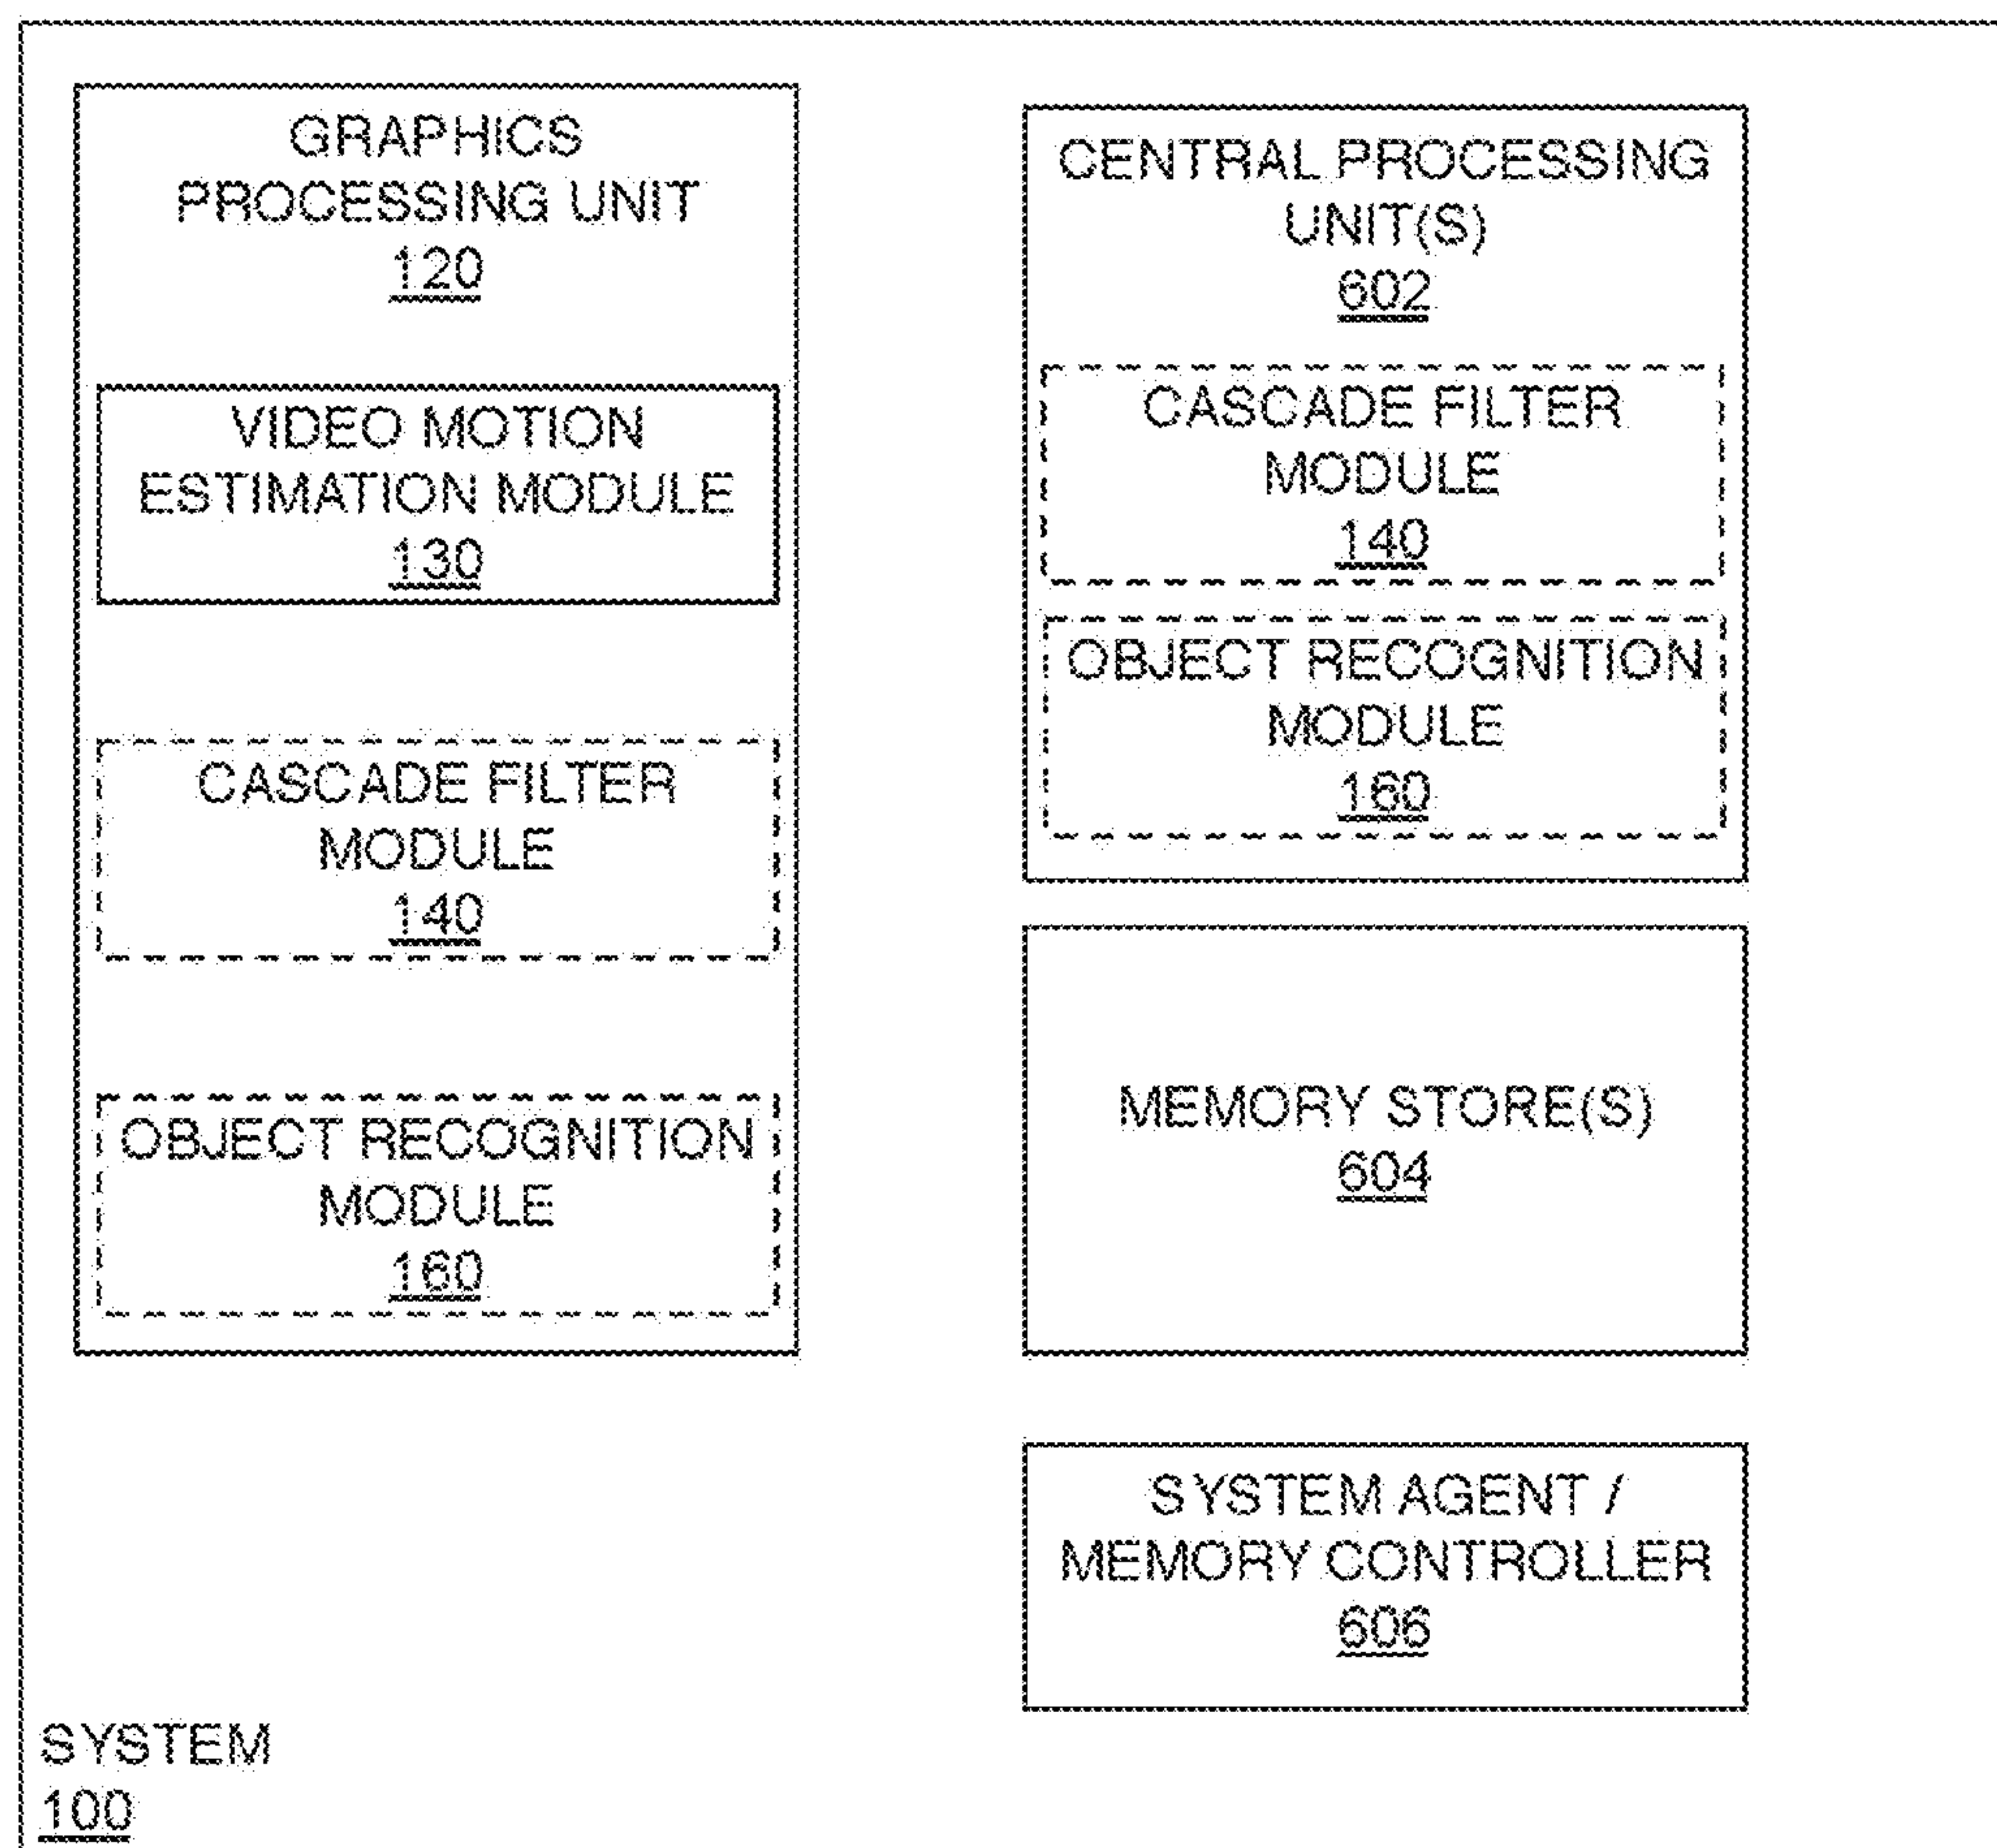 GRAPHICS
PROCESSING UNIT
120
VIDEO MOTION
ESTIMATION MODULE
130
CASCADE FILTER
MODULE
140
OBJECT RECOGNITION
MODULE
160
CENTRAL PROCESSING
UNIT(S)
602
CASCADE FILTER
MODULE
140
OBJECT RECOGNITION
MODULE
160
MEMORY STORE(S)
604
SYSTEM AGENT /
MEMORY CONTROLLER
606
SYSTEM
100